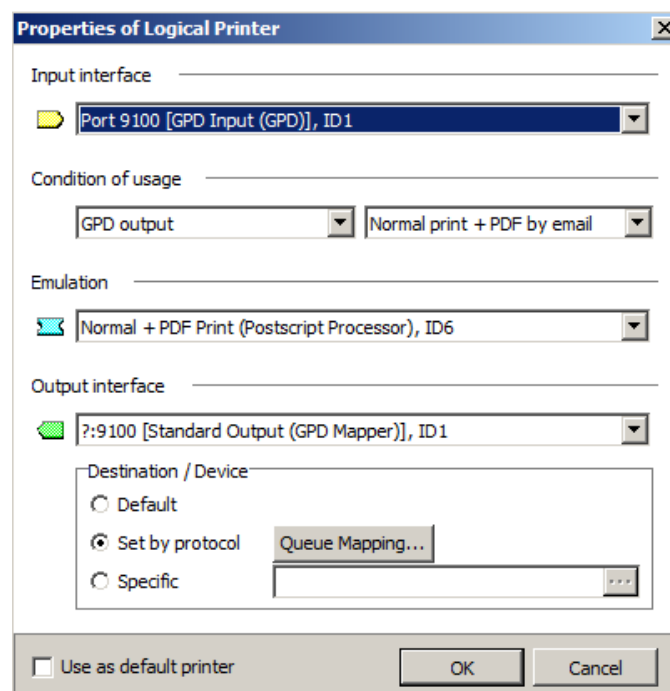 Properties of Logical Printer
Input interface
Port 9100 [GPD Input (GPD)], ID1
Condition of usage
GPD output Normal print + PDF by email
Emulation
Normal + PDF Print (Postscript Processor), ID6
Output interface
?:9100 [Standard Output (GPD Mapper)], ID1
Destination / Device
Default
Set by protocol Queue Mapping...
Specific ...
Use as default printer OK Cancel